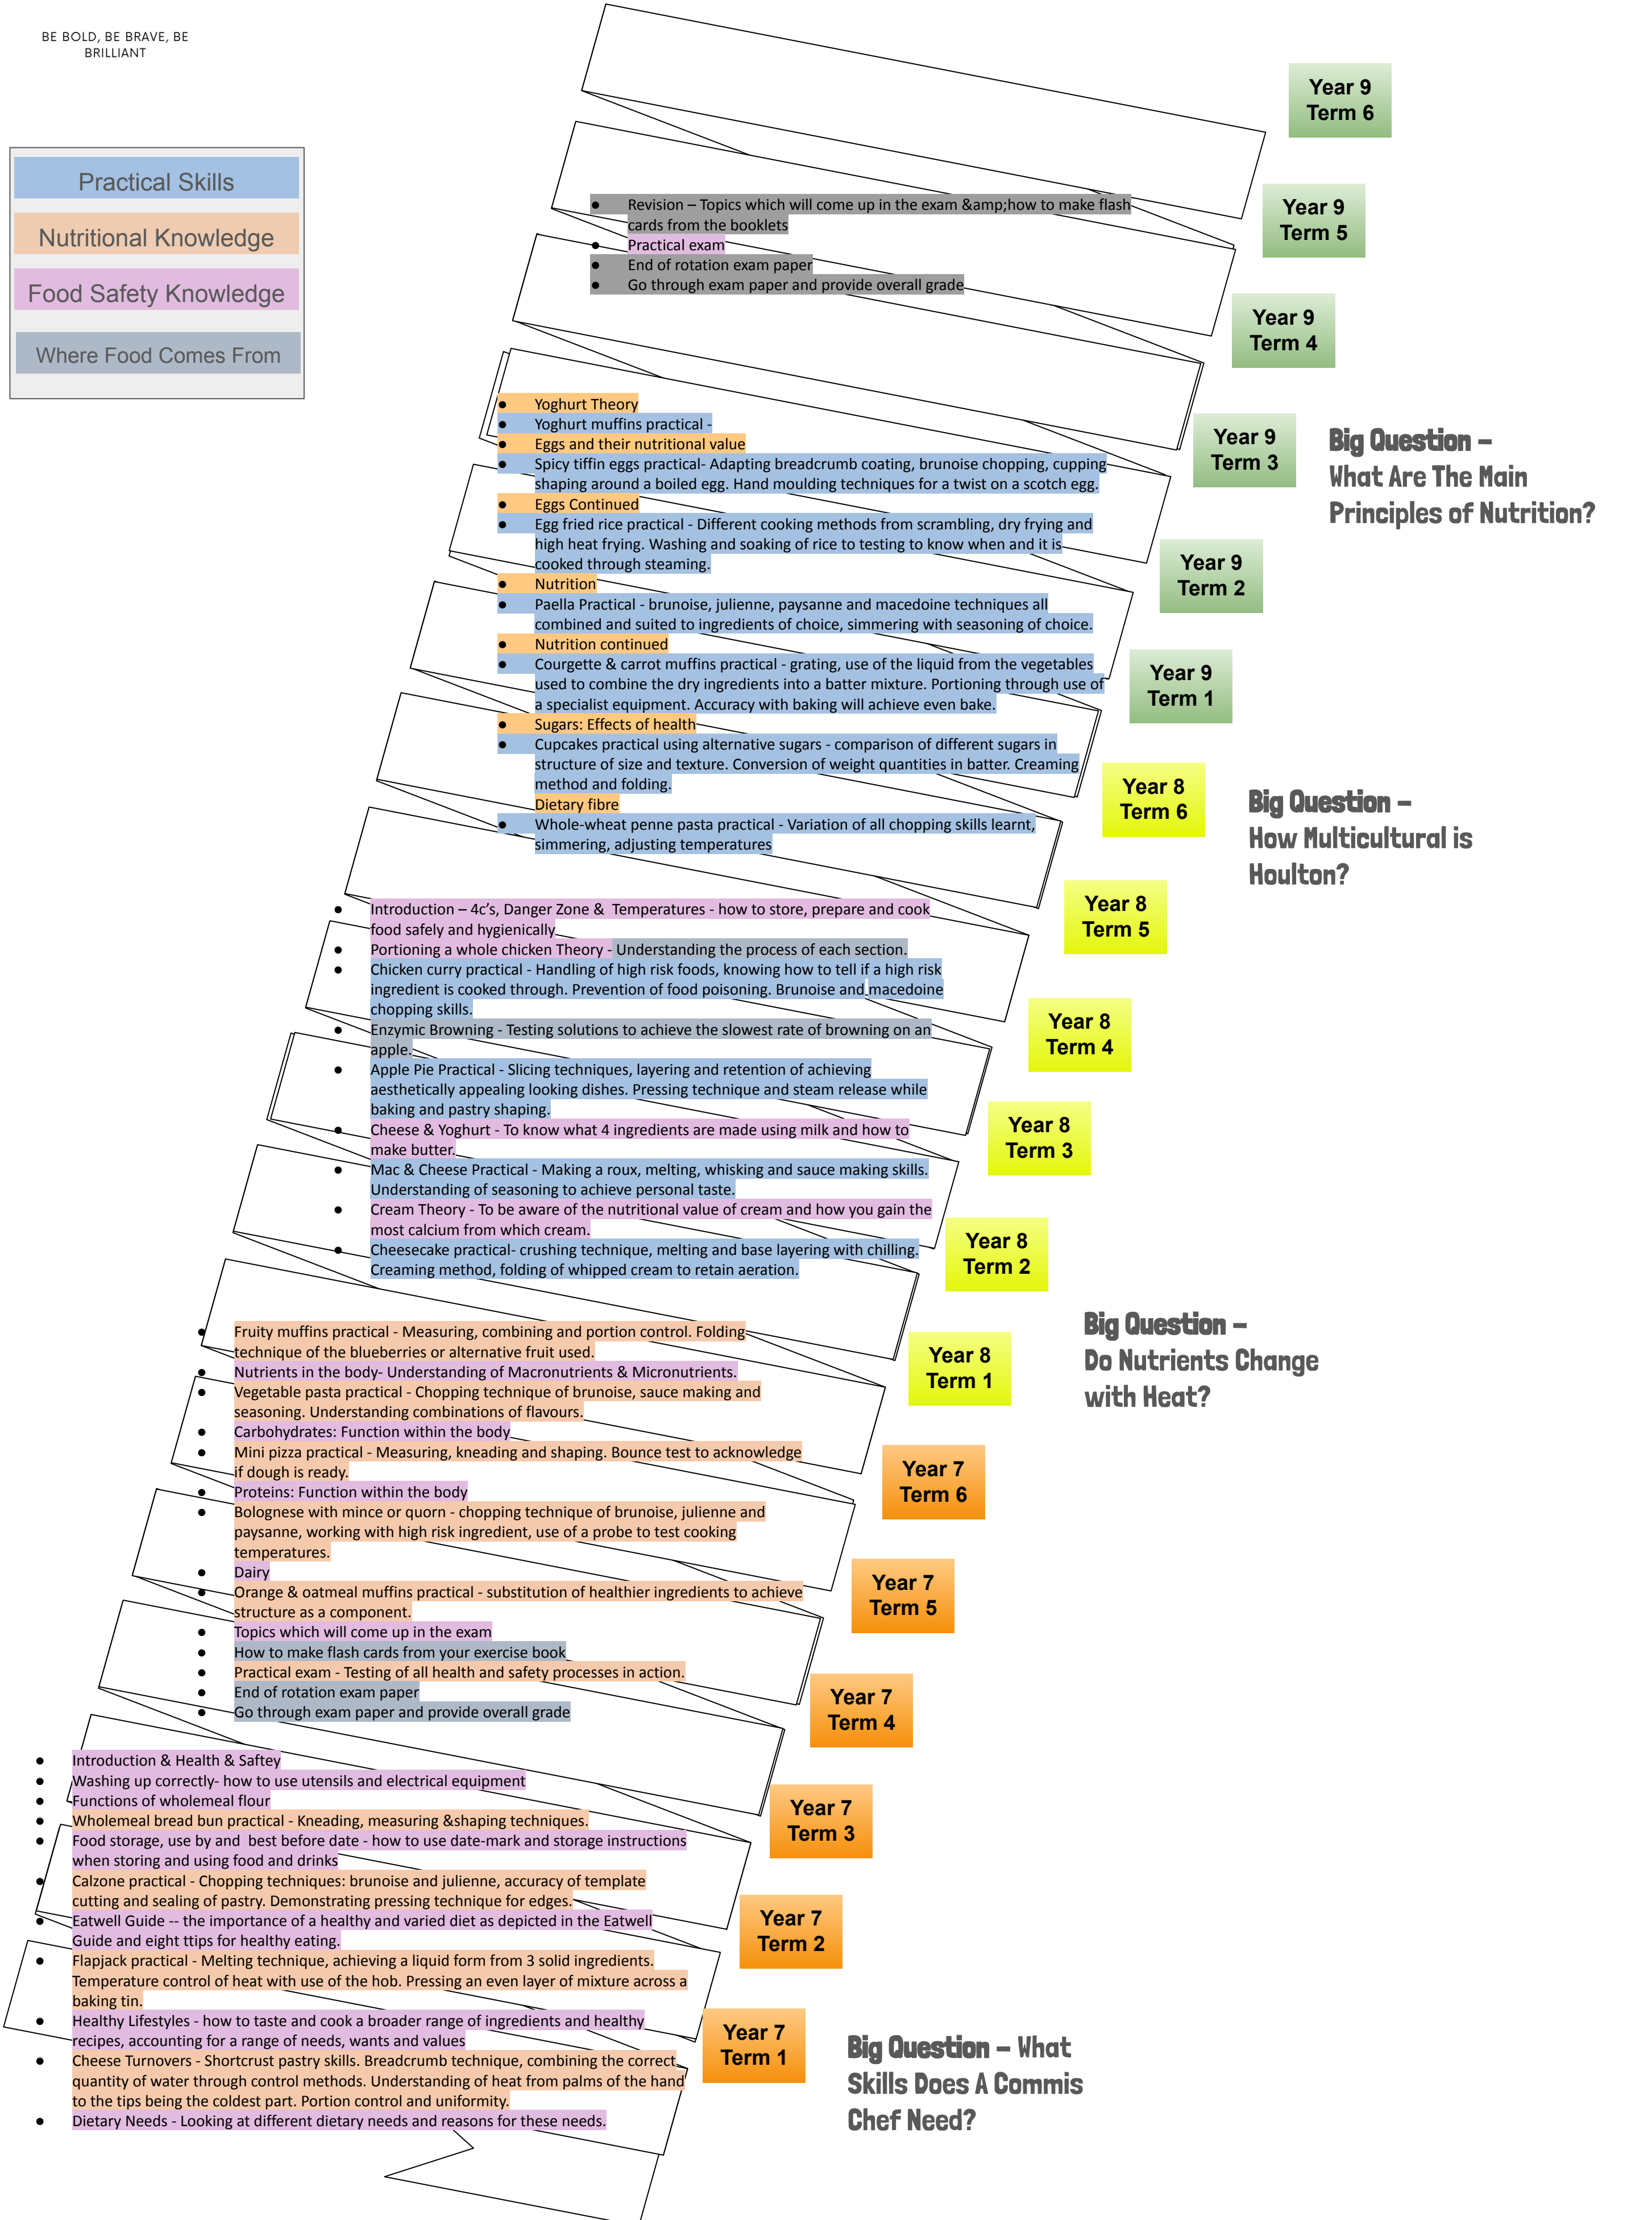 BE BOLD, BE BRAVE, BE
BRILLIANT
Practical Skills
Nutritional Knowledge
Food Safety Knowledge
Where Food Comes From
Year 9
Term 6
Year 9
Term 5
● Revision – Topics which will come up in the exam &amp;how to make flash
cards from the booklets
● Practical exam
● End of rotation exam paper
● Go through exam paper and provide overall grade
Year 9
Term 4
● Yoghurt Theory
● Yoghurt muffins practical -
● Eggs and their nutritional value
● Spicy tiffin eggs practical- Adapting breadcrumb coating, brunoise chopping, cupping
shaping around a boiled egg. Hand moulding techniques for a twist on a scotch egg.
● Eggs Continued
● Egg fried rice practical - Different cooking methods from scrambling, dry frying and
high heat frying. Washing and soaking of rice to testing to know when and it is
cooked through steaming.
● Nutrition
● Paella Practical - brunoise, julienne, paysanne and macedoine techniques all
combined and suited to ingredients of choice, simmering with seasoning of choice.
● Nutrition continued
● Courgette & carrot muffins practical - grating, use of the liquid from the vegetables
used to combine the dry ingredients into a batter mixture. Portioning through use of
a specialist equipment. Accuracy with baking will achieve even bake.
● Sugars: Effects of health
● Cupcakes practical using alternative sugars - comparison of different sugars in
structure of size and texture. Conversion of weight quantities in batter. Creaming
method and folding.
Dietary fibre
● Whole-wheat penne pasta practical - Variation of all chopping skills learnt,
simmering, adjusting temperatures
Year 9
Term 3
Big Question –
What Are The Main
Principles of Nutrition?
Year 9
Term 2
Year 9
Term 1
Year 8
Term 6
Big Question –
How Multicultural is
Houlton?
Year 8
Term 5
● Introduction – 4c's, Danger Zone & Temperatures - how to store, prepare and cook
food safely and hygienically
● Portioning a whole chicken Theory - Understanding the process of each section.
● Chicken curry practical - Handling of high risk foods, knowing how to tell if a high risk
ingredient is cooked through. Prevention of food poisoning. Brunoise and macedoine
chopping skills.
● Enzymic Browning - Testing solutions to achieve the slowest rate of browning on an
apple.
● Apple Pie Practical - Slicing techniques, layering and retention of achieving
aesthetically appealing looking dishes. Pressing technique and steam release while
baking and pastry shaping.
● Cheese & Yoghurt - To know what 4 ingredients are made using milk and how to
make butter.
● Mac & Cheese Practical - Making a roux, melting, whisking and sauce making skills.
Understanding of seasoning to achieve personal taste.
● Cream Theory - To be aware of the nutritional value of cream and how you gain the
most calcium from which cream.
● Cheesecake practical- crushing technique, melting and base layering with chilling.
Creaming method, folding of whipped cream to retain aeration.
Year 8
Term 4
Year 8
Term 3
Year 8
Term 2
Big Question –
Do Nutrients Change
with Heat?
Year 8
Term 1
● Fruity muffins practical - Measuring, combining and portion control. Folding
technique of the blueberries or alternative fruit used.
● Nutrients in the body- Understanding of Macronutrients & Micronutrients.
● Vegetable pasta practical - Chopping technique of brunoise, sauce making and
seasoning. Understanding combinations of flavours.
● Carbohydrates: Function within the body
● Mini pizza practical - Measuring, kneading and shaping. Bounce test to acknowledge
if dough is ready.
● Proteins: Function within the body
● Bolognese with mince or quorn - chopping technique of brunoise, julienne and
paysanne, working with high risk ingredient, use of a probe to test cooking
temperatures.
● Dairy
● Orange & oatmeal muffins practical - substitution of healthier ingredients to achieve
structure as a component.
● Topics which will come up in the exam
● How to make flash cards from your exercise book
● Practical exam - Testing of all health and safety processes in action.
● End of rotation exam paper
● Go through exam paper and provide overall grade
Year 7
Term 6
Year 7
Term 5
Year 7
Term 4
● Introduction & Health & Saftey
● Washing up correctly- how to use utensils and electrical equipment
● Functions of wholemeal flour
● Wholemeal bread bun practical - Kneading, measuring &shaping techniques.
● Food storage, use by and best before date - how to use date-mark and storage instructions
when storing and using food and drinks
● Calzone practical - Chopping techniques: brunoise and julienne, accuracy of template
cutting and sealing of pastry. Demonstrating pressing technique for edges.
● Eatwell Guide -- the importance of a healthy and varied diet as depicted in the Eatwell
Guide and eight ttips for healthy eating.
● Flapjack practical - Melting technique, achieving a liquid form from 3 solid ingredients.
Temperature control of heat with use of the hob. Pressing an even layer of mixture across a
baking tin.
● Healthy Lifestyles - how to taste and cook a broader range of ingredients and healthy
recipes, accounting for a range of needs, wants and values
● Cheese Turnovers - Shortcrust pastry skills. Breadcrumb technique, combining the correct
quantity of water through control methods. Understanding of heat from palms of the hand
to the tips being the coldest part. Portion control and uniformity.
● Dietary Needs - Looking at different dietary needs and reasons for these needs.
Year 7
Term 3
Year 7
Term 2
Year 7
Term 1
Big Question – What
Skills Does A Commis
Chef Need?